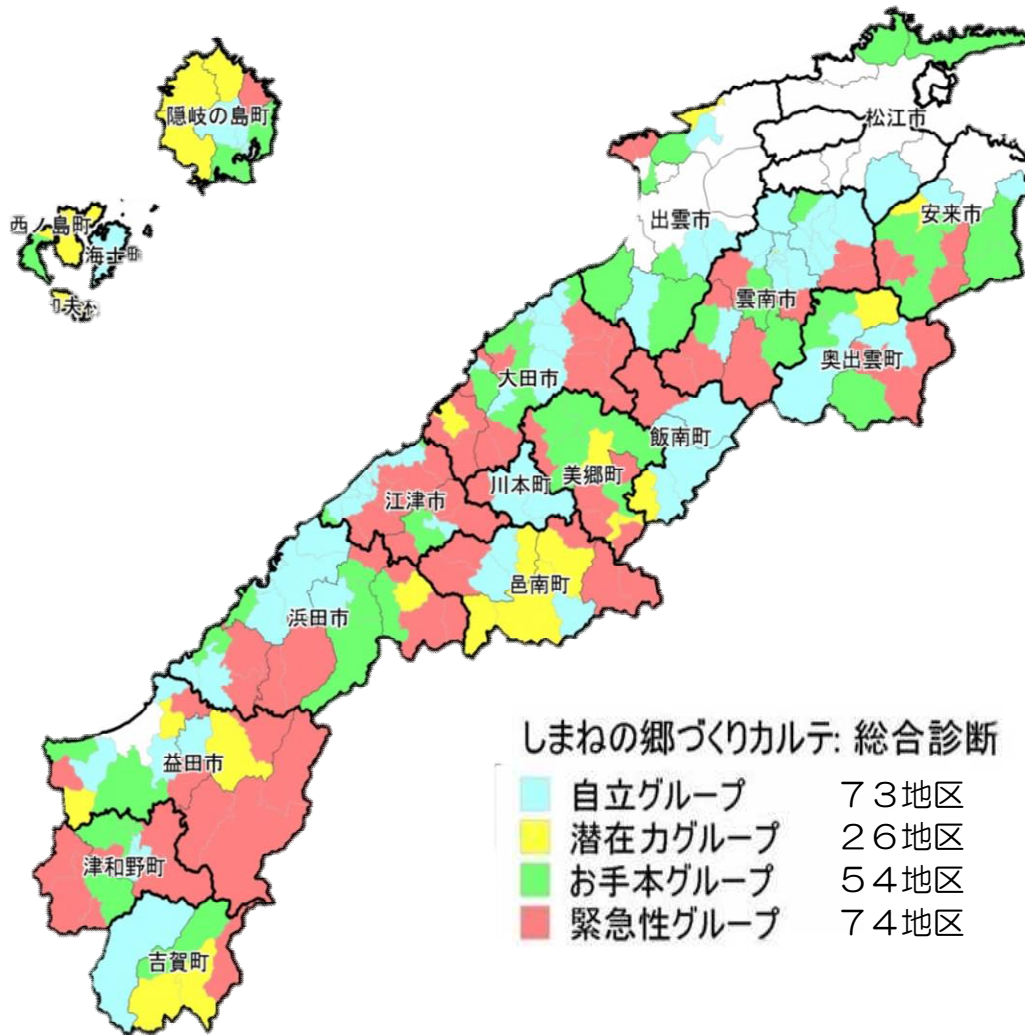 隠岐の島町
西ノ島町
海士町
松江市
出雲市
安来市
雲南市
奥出雲町
大田市
飯南町
美郷町
川本町
江津市
邑南町
浜田市
益田市
津和野町
吉賀町
しまねの郷づくりカルテ: 総合診断
自立グループ 73地区
潜在力グループ 26地区
お手本グループ 54地区
緊急性グループ 74地区